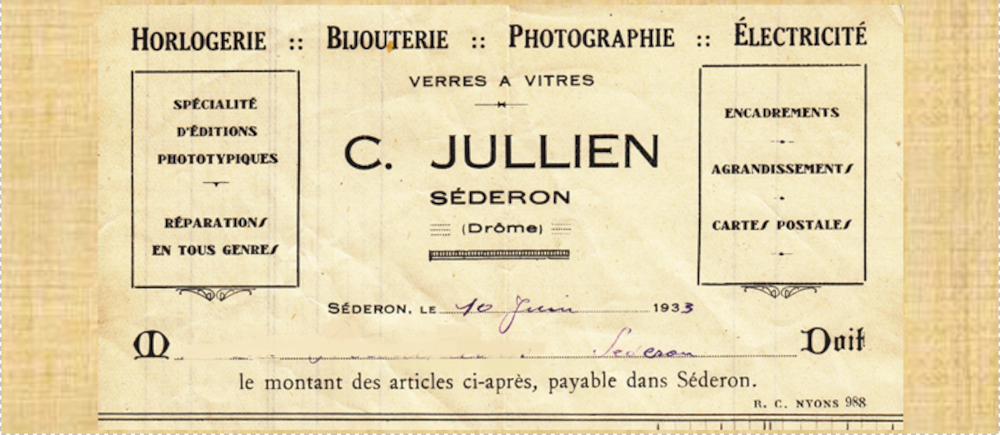 HORLOGERIE :: BIJOUTERIE :: PHOTOGRAPHIE :: ÉLECTRICITÉ
VERRES A VITRES
SPÉCIALITÉ
D'ÉDITIONS
PHOTOTYPIQUES
RÉPARATIONS
EN TOUS GENRES
C. JULLIEN
SÉDERON
(Drôme)
ENCADREMENTS
AGRANDISSEMENTS
CARTES POSTALES
SÉDERON, LE 10 Juin 1933
M Séderon Doit
le montant des articles ci-après, payable dans Séderon.
R. C. NYONS 988